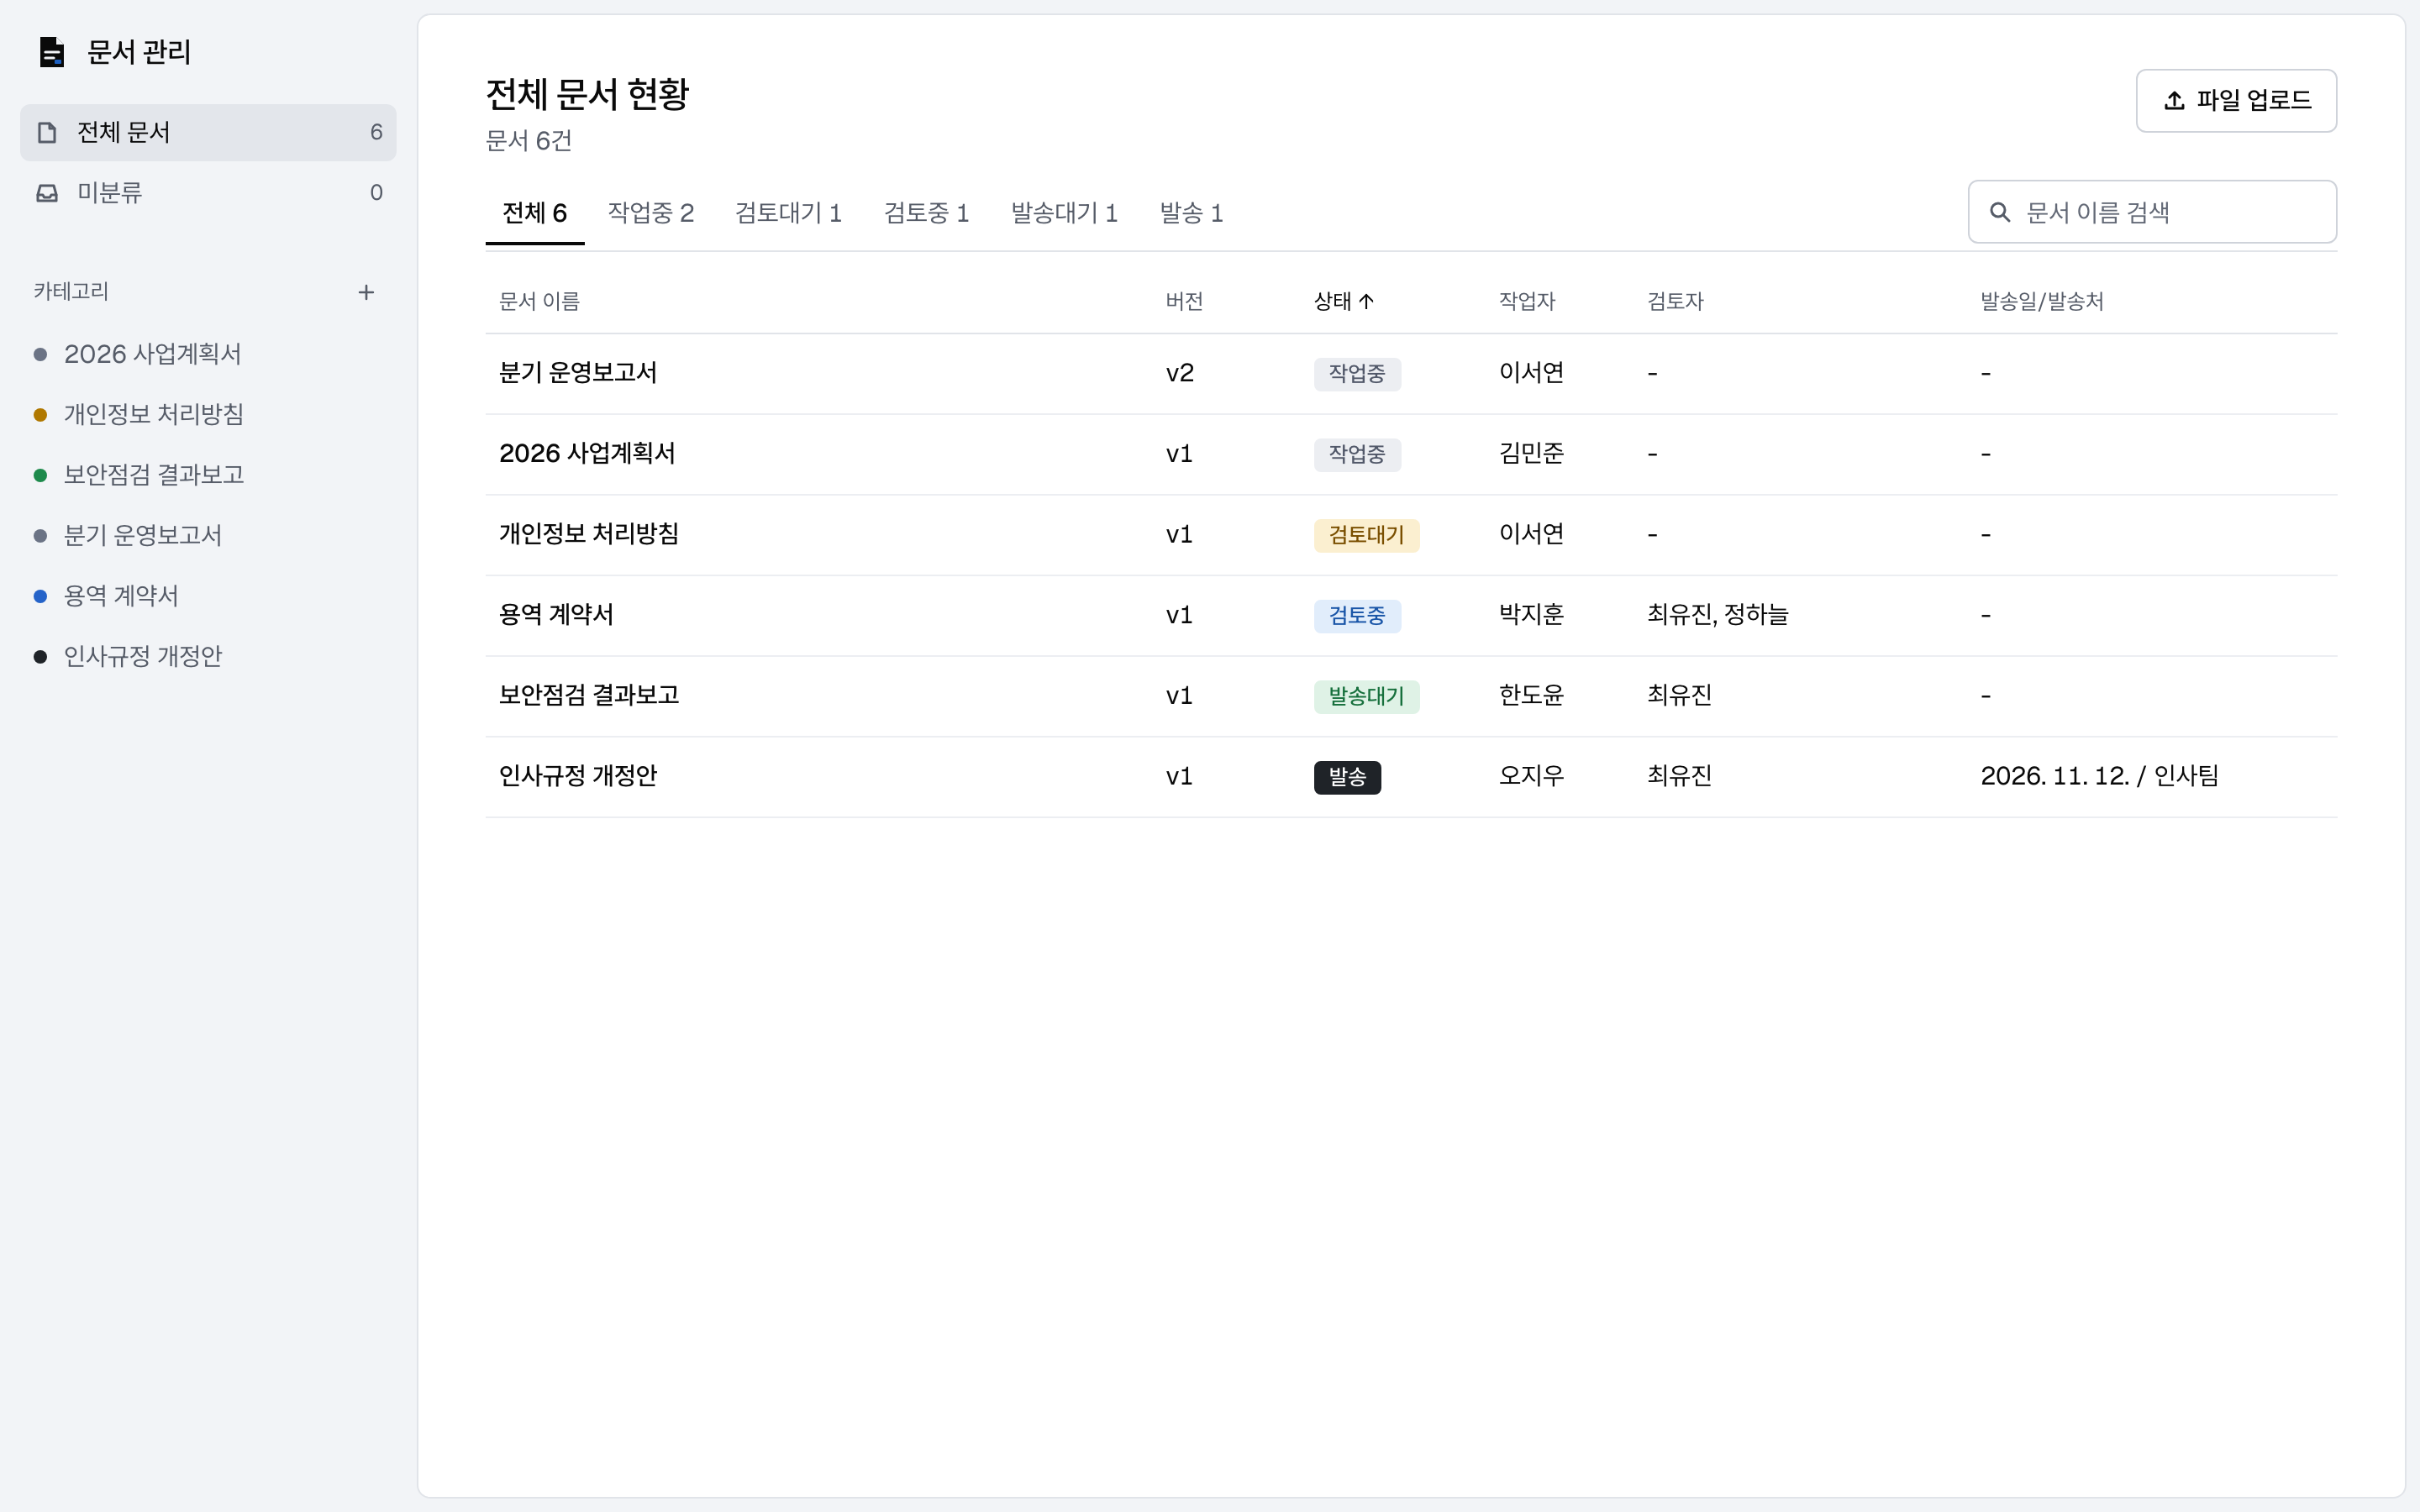 문서 관리
전체 문서 6
미분류 0
카테고리
2026 사업계획서
개인정보 처리방침
보안점검 결과보고
분기 운영보고서
용역 계약서
인사규정 개정안
전체 문서 현황
문서 6건
파일 업로드
전체 6 작업중 2 검토대기 1 검토중 1 발송대기 1 발송 1
문서 이름 검색
문서 이름 버전 상태 ↑ 작업자 검토자 발송일/발송처
분기 운영보고서 v2 작업중 이서연 - -
2026 사업계획서 v1 작업중 김민준 - -
개인정보 처리방침 v1 검토대기 이서연 - -
용역 계약서 v1 검토중 박지훈 최유진, 정하늘 -
보안점검 결과보고 v1 발송대기 한도윤 최유진 -
인사규정 개정안 v1 발송 오지우 최유진 2026. 11. 12. / 인사팀